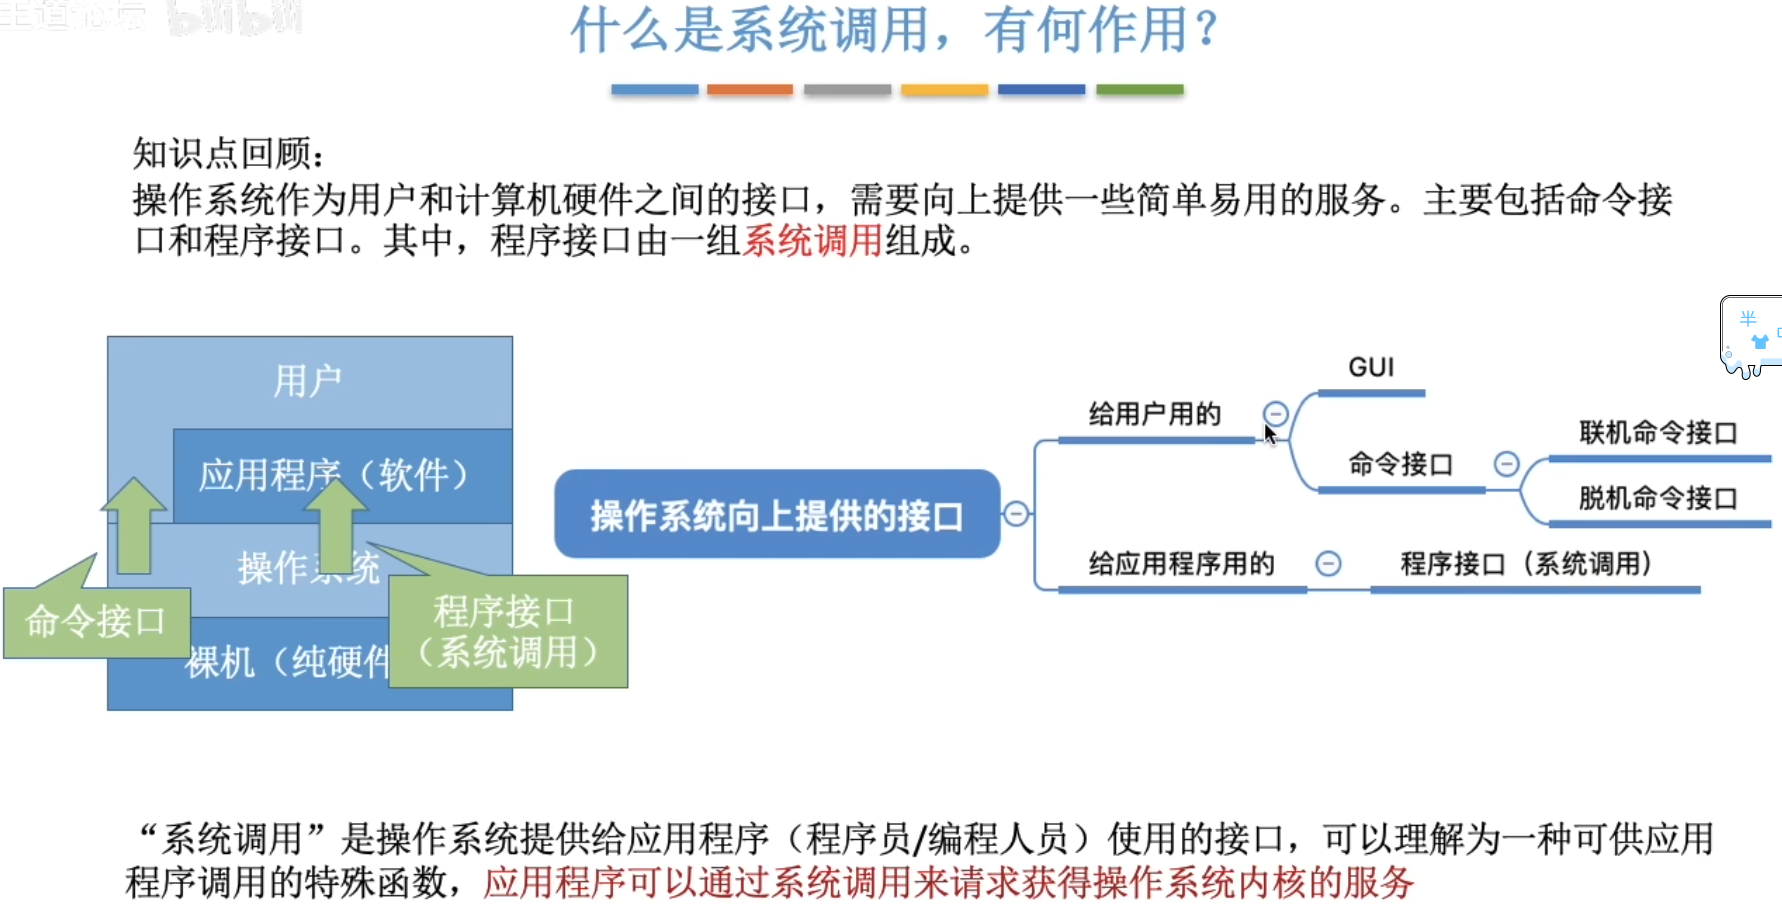 王道论坛 bilibili
什么是系统调用，有何作用？
知识点回顾：
操作系统作为用户和计算机硬件之间的接口，需要向上提供一些简单易用的服务。主要包括命令接
口和程序接口。其中，程序接口由一组系统调用组成。
用户
应用程序（软件）
操作系统
裸机（纯硬件
命令接口
程序接口
（系统调用）
操作系统向上提供的接口
给用户用的
GUI
命令接口
联机命令接口
脱机命令接口
给应用程序用的
程序接口（系统调用）
半
“系统调用”是操作系统提供给应用程序（程序员/编程人员）使用的接口，可以理解为一种可供应用
程序调用的特殊函数，应用程序可以通过系统调用来请求获得操作系统内核的服务